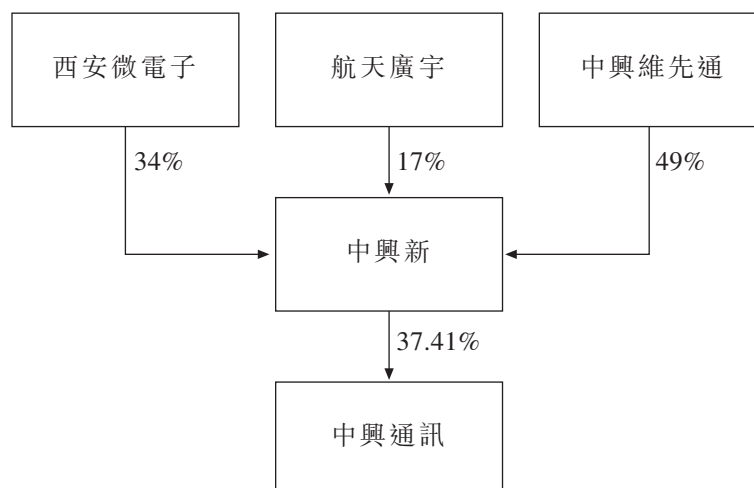 西安微電子
航天廣宇
中興維先通
34%
17%
49%
中興新
37.41%
中興通訊